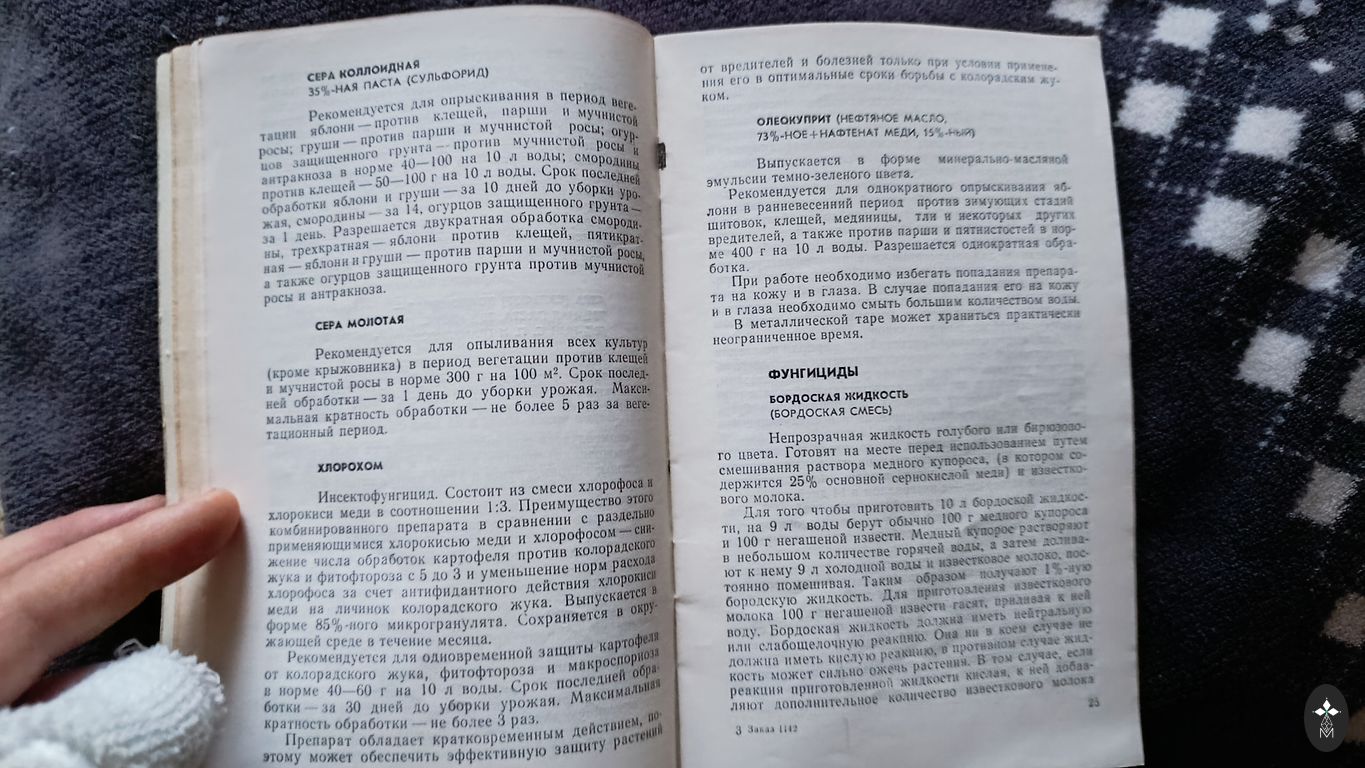 СЕРА КОЛЛОИДНАЯ
35%-НАЯ ПАСТА (СУЛЬФОРИД)
Рекомендуется для опрыскивания в период веге-
тации яблони — против клещей, парши и мучнистой
росы; груши — против парши и мучнистой росы; огур-
цов защищенного грунта — против мучнистой росы и
антракноза в норме 40—100 на 10 л воды; смородины
против клещей — 50—100 г на 10 л воды. Срок последней
обработки яблони и груши — за 10 дней до уборки уро-
жая, смородины — за 14, огурцов защищенного грунта —
за 1 день. Разрешается двукратная обработка смороди-
ны, трехкратная — яблони против клещей, пятикрат-
ная — яблони и груши — против парши и мучнистой росы,
а также огурцов защищенного грунта против мучнистой
росы и антракноза.
СЕРА МОЛОТАЯ
Рекомендуется для опыливания всех культур
(кроме крыжовника) в период вегетации против клещей
и мучнистой росы в норме 300 г на 100 м². Срок послед-
ней обработки — за 1 день до уборки урожая. Макси-
мальная кратность обработки — не более 5 раз за веге-
тационный период.
ХЛОРОХОМ
Инсектофунгицид. Состоит из смеси хлорофоса и
хлорокиси меди в соотношении 1:3. Преимущество этого
комбинированного препарата в сравнении с раздельно
применяющимися хлорокисью меди и хлорофосом — сни-
жение числа обработок картофеля против колорадского
жука и фитофтороза с 5 до 3 и уменьшение норм расхода
хлорофоса за счет антифидантного действия хлорокиси
меди на личинок колорадского жука. Выпускается в
форме 85%-ного микрогранулята. Сохраняется в окру-
жающей среде в течение месяца.
Рекомендуется для одновременной защиты картофеля
от колорадского жука, фитофтороза и макроспориоза
в норме 40—60 г на 10 л воды. Срок последней обра-
ботки — за 30 дней до уборки урожая. Максимальная
кратность обработки — не более 3 раз.
Препарат обладает кратковременным действием, по-
этому может обеспечить эффективную защиту растений
от вредителей и болезней только при условии примене-
ния его в оптимальные сроки борьбы с колорадским жу-
ком.
ОЛЕОКУПРИТ (НЕФТЯНОЕ МАСЛО,
73%-НОЕ + НАФТЕНАТ МЕДИ, 15%-НЫЙ)
Выпускается в форме минерально-масляной
эмульсии темно-зеленого цвета.
Рекомендуется для однократного опрыскивания яб-
лони в ранневесенний период против зимующих стадий
щитовок, клещей, медяницы, тли и некоторых других
вредителей, а также против парши и пятнистостей в нор-
ме 400 г на 10 л воды. Разрешается однократная обра-
ботка.
При работе необходимо избегать попадания препара-
та на кожу и в глаза. В случае попадания его на кожу
и в глаза необходимо смыть большим количеством воды.
В металлической таре может храниться практически
неограниченное время.
ФУНГИЦИДЫ
БОРДОСКАЯ ЖИДКОСТЬ
(БОРДОСКАЯ СМЕСЬ)
Непрозрачная жидкость голубого или бирюзово-
го цвета. Готовят на месте перед использованием путем
смешивания раствора медного купороса, (в котором со-
держится 25% основной сернокислой меди) и известко-
вого молока.
Для того чтобы приготовить 10 л бордоской жидкос-
ти, на 9 л воды берут обычно 100 г медного купороса
и 100 г негашеной извести. Медный купорос растворяют
в небольшом количестве горячей воды, а затем долива-
ют к нему 9 л холодной воды и известковое молоко, пос-
тоянно помешивая. Таким образом получают 1%-ную
бородскую жидкость. Для приготовления известкового
молока 100 г негашеной извести гасят, приливая к ней
воду. Бордоская жидкость должна иметь нейтральную
или слабощелочную реакцию. Она ни в коем случае не
должна иметь кислую реакцию, в противном случае жид-
кость может сильно ожечь растения. В том случае, если
реакция приготовленной жидкости кислая, к ней добав-
ляют дополнительное количество известкового молока
25
3 Заказ 1142
M